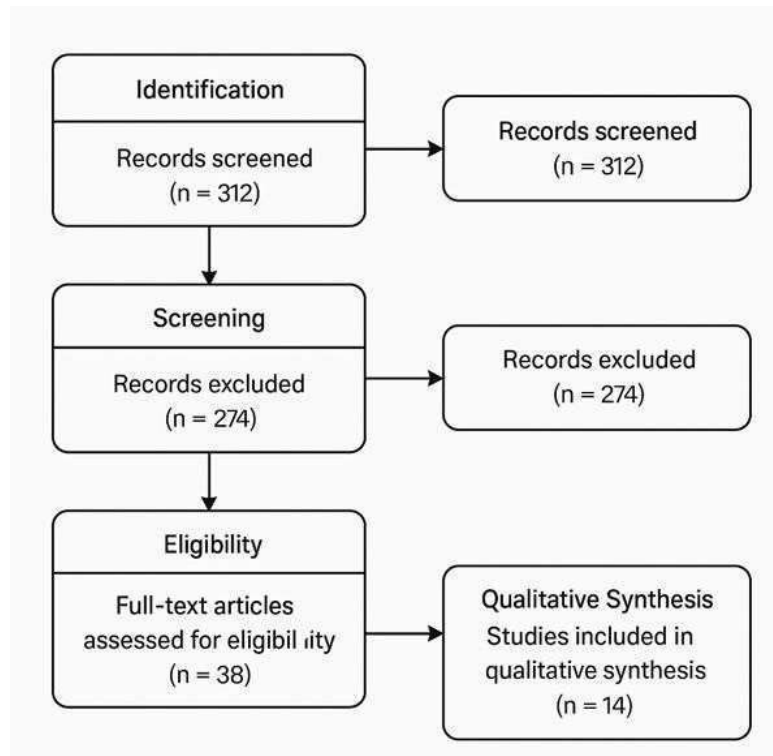 Identification
Records screened
(n = 312)
Records screened
(n = 312)
Screening
Records excluded
(n = 274)
Records excluded
(n = 274)
Eligibility
Full-text articles
assessed for eligibil ity
(n = 38)
Qualitative Synthesis
Studies included in
qualitative synthesis
(n = 14)